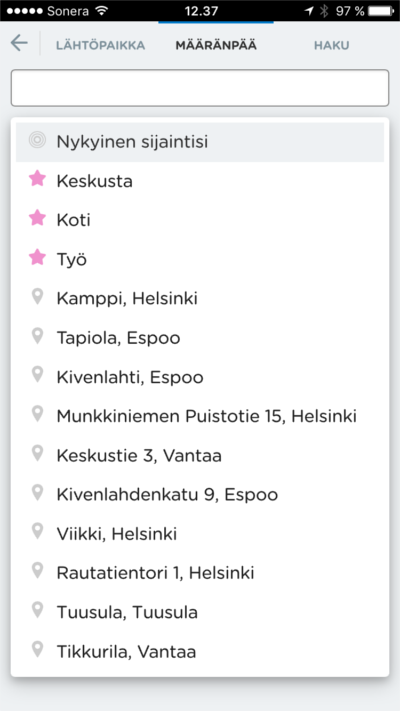 Sonera 12.37 97 %
LÄHTÖPAIKKA MÄÄRÄNPÄÄ HAKU
Nykyinen sijaintisi
Keskusta
Koti
Työ
Kamppi, Helsinki
Tapiola, Espoo
Kivenlahti, Espoo
Munkkiniemen Puistotie 15, Helsinki
Keskustie 3, Vantaa
Kivenlahdenkatu 9, Espoo
Viikki, Helsinki
Rautatientori 1, Helsinki
Tuusula, Tuusula
Tikkurila, Vantaa